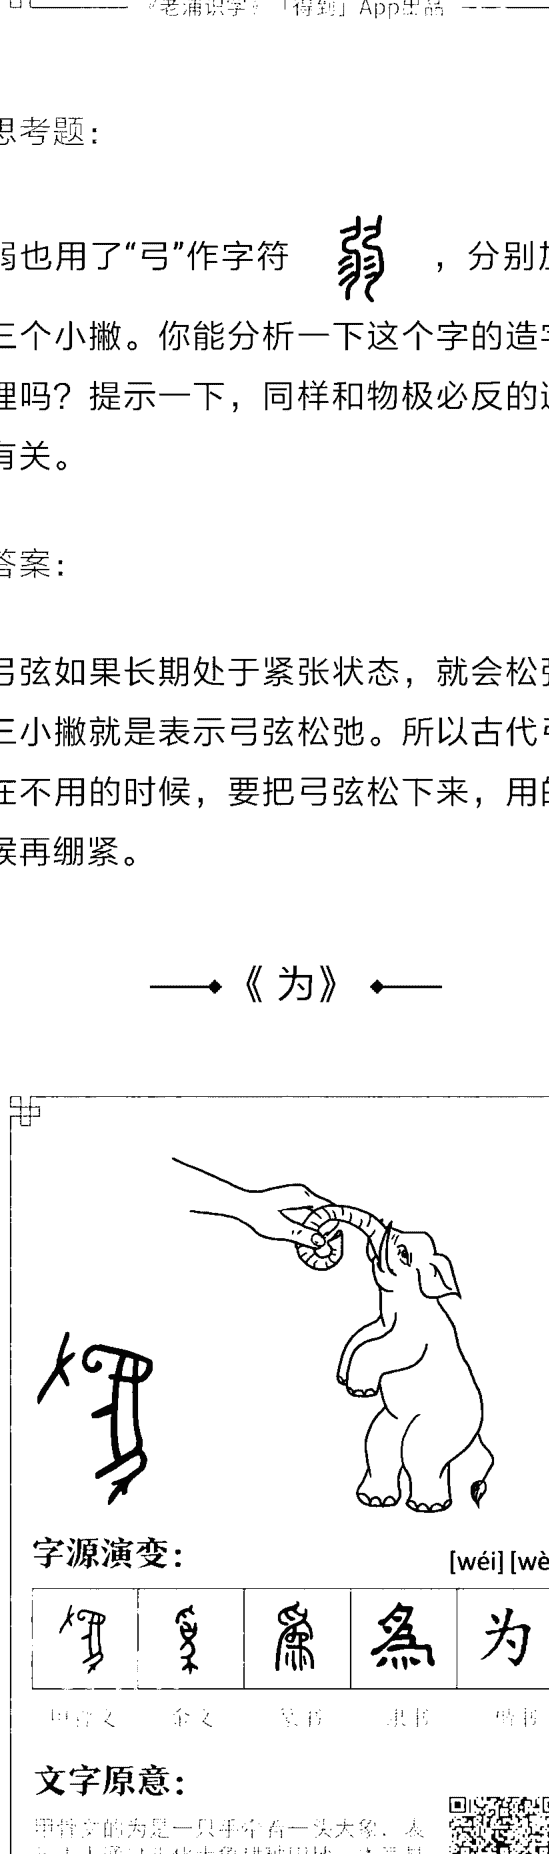 《老浦识字》「得到」App出品
思考题：
弱也用了“弓”作字符 ，分别加
三个小撇。你能分析一下这个字的造字
理吗？提示一下，同样和物极必反的道
有关。
答案：
弓弦如果长期处于紧张状态，就会松弛
三小撇就是表示弓弦松弛。所以古代弓
在不用的时候，要把弓弦松下来，用的
候再绷紧。
《为》
字源演变：
[wéi] [wè
为
甲骨文 金文 篆书 隶书 楷书
文字原意：
甲骨文的为是一只手牵着一头大象，表